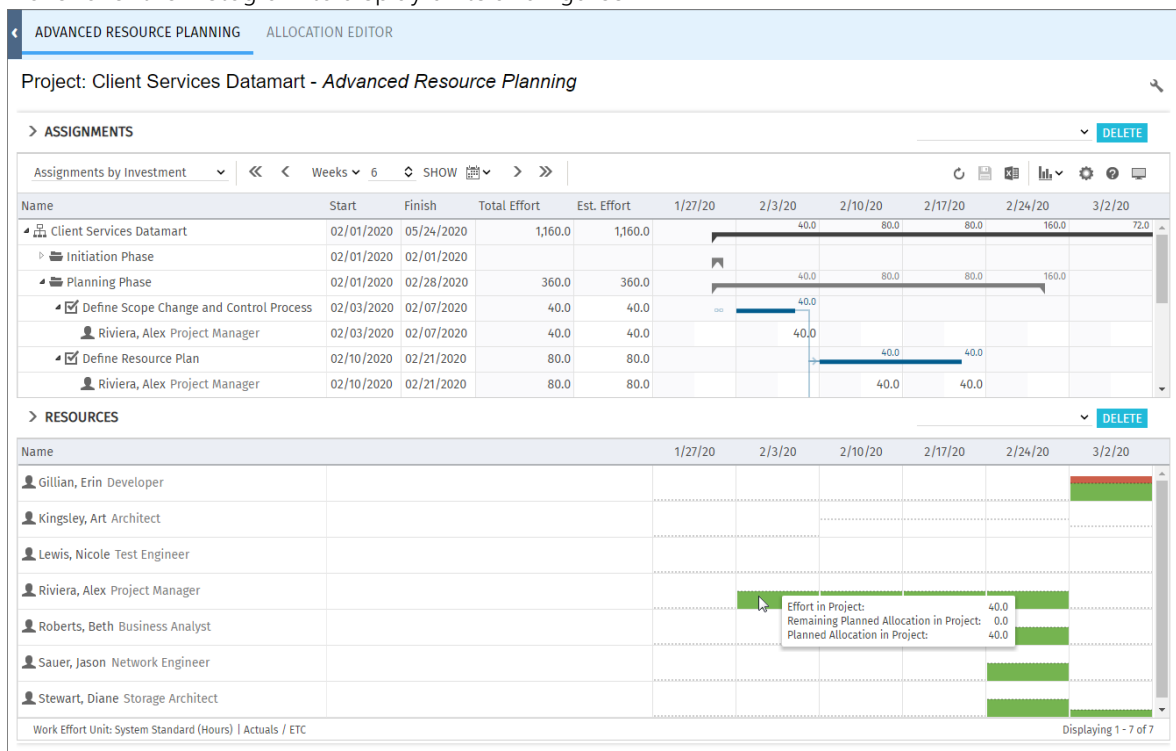 ADVANCED RESOURCE PLANNING ALLOCATION EDITOR
Project: Client Services Datamart - Advanced Resource Planning
ASSIGNMENTS DELETE
Assignments by Investment Weeks 6 SHOW
Name Start Finish Total Effort Est. Effort 1/27/20 2/3/20 2/10/20 2/17/20 2/24/20 3/2/20
Client Services Datamart 02/01/2020 05/24/2020 1,160.0 1,160.0 40.0 80.0 80.0 160.0 72.0
Initiation Phase 02/01/2020 02/01/2020
Planning Phase 02/01/2020 02/28/2020 360.0 360.0 40.0 80.0 80.0 160.0
Define Scope Change and Control Process 02/03/2020 02/07/2020 40.0 40.0 40.0
Riviera, Alex Project Manager 02/03/2020 02/07/2020 40.0 40.0 40.0
Define Resource Plan 02/10/2020 02/21/2020 80.0 80.0 40.0 40.0
Riviera, Alex Project Manager 02/10/2020 02/21/2020 80.0 80.0 40.0 40.0
RESOURCES DELETE
Name 1/27/20 2/3/20 2/10/20 2/17/20 2/24/20 3/2/20
Gillian, Erin Developer
Kingsley, Art Architect
Lewis, Nicole Test Engineer
Riviera, Alex Project Manager
Effort in Project: 40.0
Remaining Planned Allocation in Project: 0.0
Planned Allocation in Project: 40.0
Roberts, Beth Business Analyst
Sauer, Jason Network Engineer
Stewart, Diane Storage Architect
Work Effort Unit: System Standard (Hours) | Actuals / ETC Displaying 1 - 7 of 7